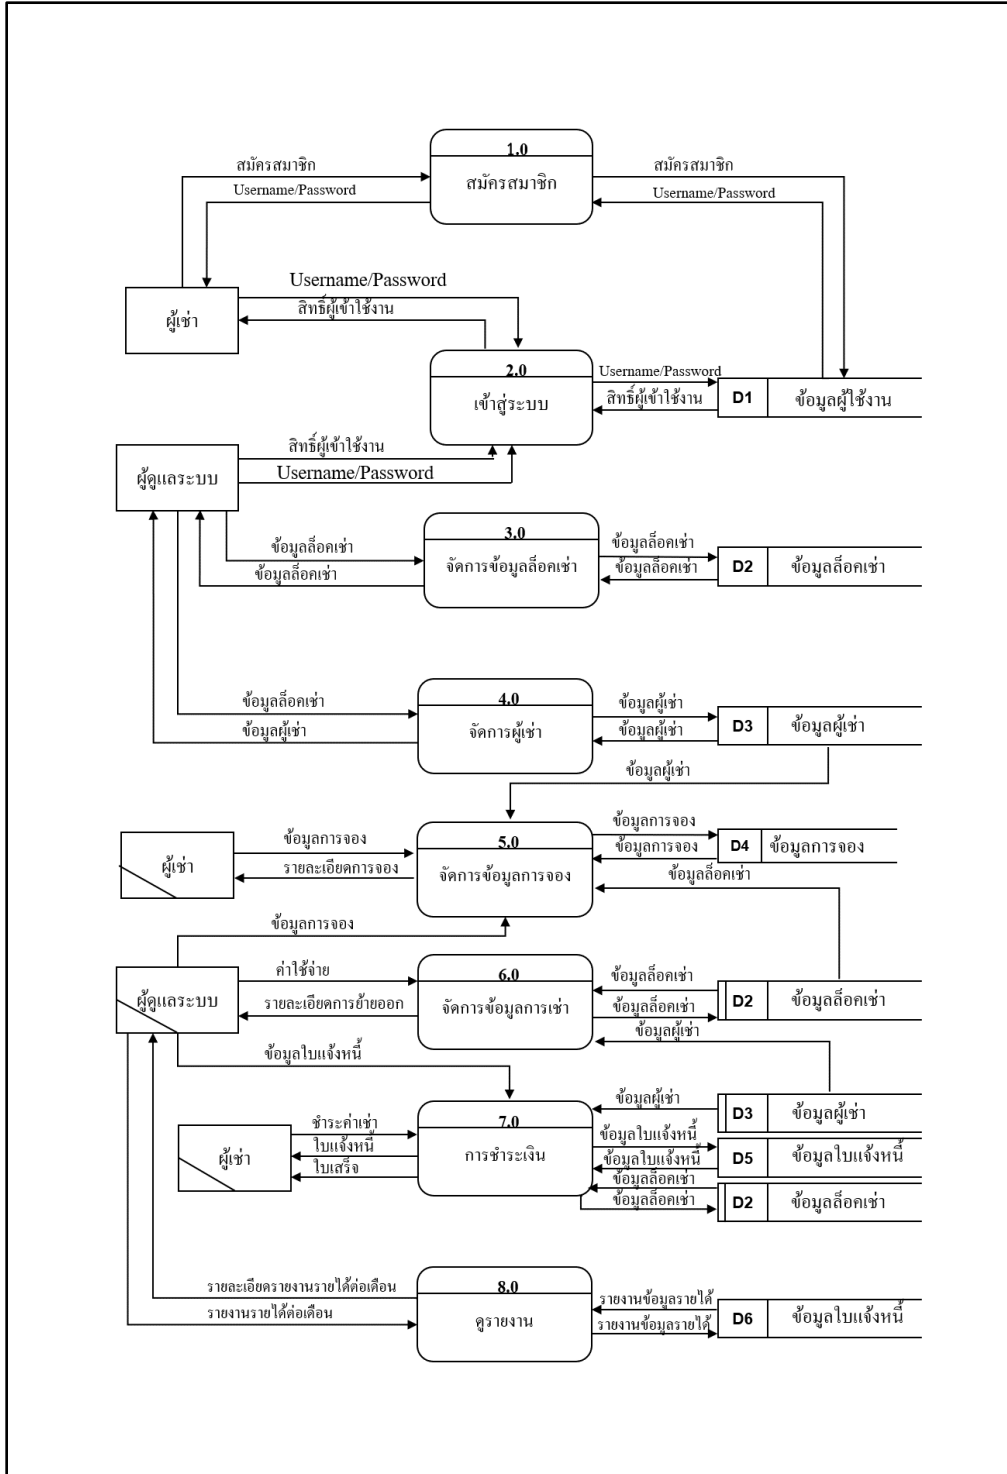 1.0
สมัครสมาชิก
สมัครสมาชิก
สมัครสมาชิก
Username/Password
Username/Password
ผู้เช่า
Username/Password
สิทธิ์ผู้เข้าใช้งาน
2.0
เข้าสู่ระบบ
Username/Password
สิทธิ์ผู้เข้าใช้งาน
D1
ข้อมูลผู้ใช้งาน
ผู้ดูแลระบบ
สิทธิ์ผู้เข้าใช้งาน
Username/Password
3.0
จัดการข้อมูลล็อคเช่า
ข้อมูลล็อคเช่า
ข้อมูลล็อคเช่า
ข้อมูลล็อคเช่า
ข้อมูลล็อคเช่า
D2
ข้อมูลล็อคเช่า
4.0
จัดการผู้เช่า
ข้อมูลล็อคเช่า
ข้อมูลผู้เช่า
ข้อมูลผู้เช่า
ข้อมูลผู้เช่า
D3
ข้อมูลผู้เช่า
ข้อมูลผู้เช่า
ผู้เช่า
ข้อมูลการจอง
รายละเอียดการจอง
5.0
จัดการข้อมูลการจอง
ข้อมูลการจอง
ข้อมูลการจอง
D4
ข้อมูลการจอง
ข้อมูลล็อคเช่า
ข้อมูลการจอง
ผู้ดูแลระบบ
ค่าใช้จ่าย
รายละเอียดการย้ายออก
6.0
จัดการข้อมูลการเช่า
ข้อมูลล็อคเช่า
ข้อมูลล็อคเช่า
D2
ข้อมูลล็อคเช่า
ข้อมูลผู้เช่า
ข้อมูลใบแจ้งหนี้
ผู้เช่า
ชำระค่าเช่า
ใบแจ้งหนี้
ใบเสร็จ
7.0
การชำระเงิน
ข้อมูลผู้เช่า
ข้อมูลใบแจ้งหนี้
ข้อมูลใบแจ้งหนี้
ข้อมูลล็อคเช่า
ข้อมูลล็อคเช่า
D3
ข้อมูลผู้เช่า
D5
ข้อมูลใบแจ้งหนี้
D2
ข้อมูลล็อคเช่า
รายละเอียดรายงานรายได้ต่อเดือน
รายงานรายได้ต่อเดือน
8.0
ดูรายงาน
รายงานข้อมูลรายได้
รายงานข้อมูลรายได้
D6
ข้อมูลใบแจ้งหนี้